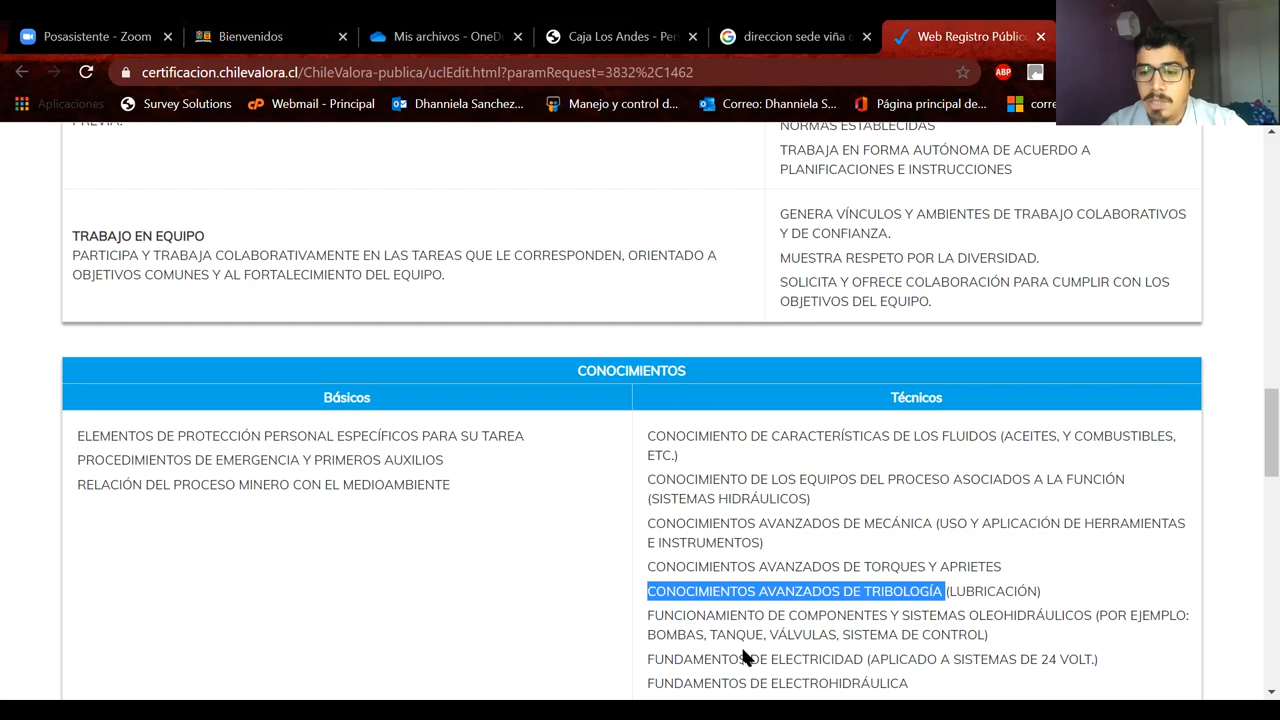 Posasistente - Zoom
Bienvenidos
Mis archivos - OneD
Caja Los Andes - Per
direccion sede viña d
Web Registro Públic
certificacion.chilevalora.cl/ChileValora-publica/uclEdit.html?paramRequest=3832%2C1462
ABP
Aplicaciones
Survey Solutions
Webmail - Principal
Dhanniela Sanchez...
Manejo y control d...
Correo: Dhanniela S...
Página principal de...
corre
PREVIA.
NORMAS ESTABLECIDAS
TRABAJA EN FORMA AUTÓNOMA DE ACUERDO A
PLANIFICACIONES E INSTRUCCIONES
TRABAJO EN EQUIPO
PARTICIPA Y TRABAJA COLABORATIVAMENTE EN LAS TAREAS QUE LE CORRESPONDEN, ORIENTADO A
OBJETIVOS COMUNES Y AL FORTALECIMIENTO DEL EQUIPO.
GENERA VÍNCULOS Y AMBIENTES DE TRABAJO COLABORATIVOS
Y DE CONFIANZA.
MUESTRA RESPETO POR LA DIVERSIDAD.
SOLICITA Y OFRECE COLABORACIÓN PARA CUMPLIR CON LOS
OBJETIVOS DEL EQUIPO.
CONOCIMIENTOS
Básicos
Técnicos
ELEMENTOS DE PROTECCIÓN PERSONAL ESPECÍFICOS PARA SU TAREA
PROCEDIMIENTOS DE EMERGENCIA Y PRIMEROS AUXILIOS
RELACIÓN DEL PROCESO MINERO CON EL MEDIOAMBIENTE
CONOCIMIENTO DE CARACTERÍSTICAS DE LOS FLUIDOS (ACEITES, Y COMBUSTIBLES,
ETC.)
CONOCIMIENTO DE LOS EQUIPOS DEL PROCESO ASOCIADOS A LA FUNCIÓN
(SISTEMAS HIDRÁULICOS)
CONOCIMIENTOS AVANZADOS DE MECÁNICA (USO Y APLICACIÓN DE HERRAMIENTAS
E INSTRUMENTOS)
CONOCIMIENTOS AVANZADOS DE TORQUES Y APRIETES
CONOCIMIENTOS AVANZADOS DE TRIBOLOGÍA (LUBRICACIÓN)
FUNCIONAMIENTO DE COMPONENTES Y SISTEMAS OLEOHIDRÁULICOS (POR EJEMPLO:
BOMBAS, TANQUE, VÁLVULAS, SISTEMA DE CONTROL)
FUNDAMENTOS DE ELECTRICIDAD (APLICADO A SISTEMAS DE 24 VOLT.)
FUNDAMENTOS DE ELECTROHIDRÁULICA